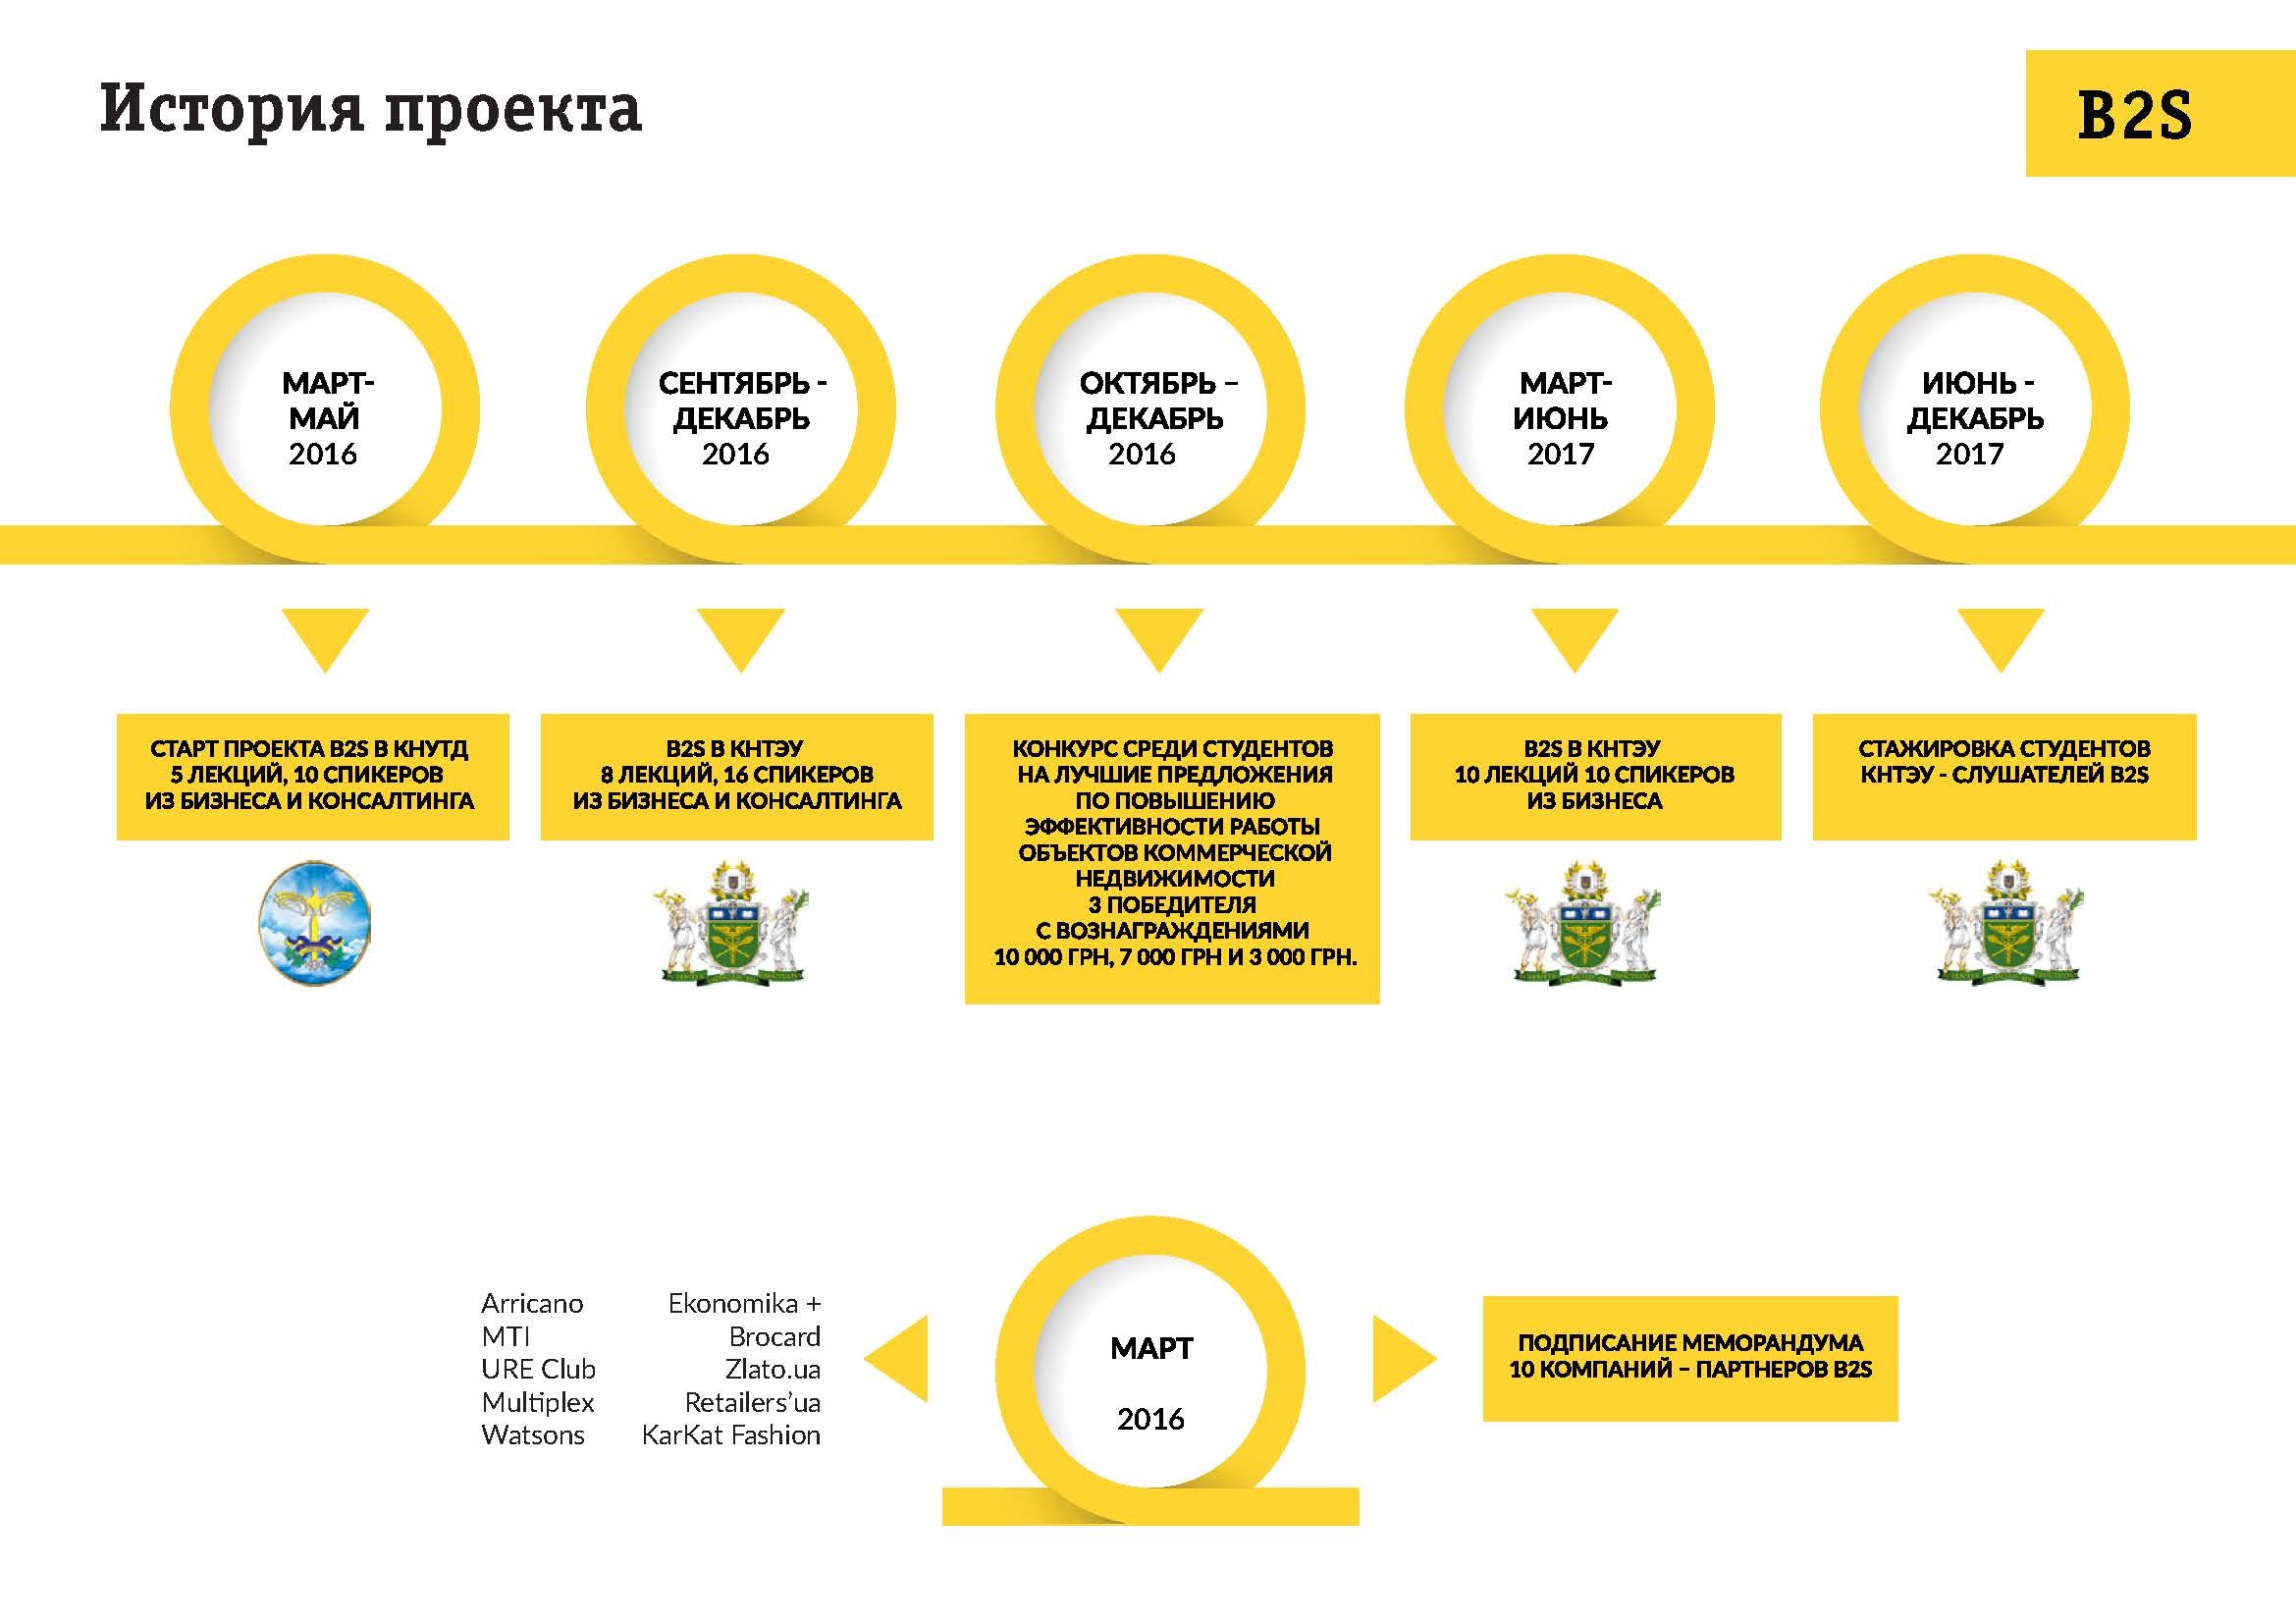 История проекта
B2S
МАРТ-
МАЙ
2016
СЕНТЯБРЬ -
ДЕКАБРЬ
2016
ОКТЯБРЬ –
ДЕКАБРЬ
2016
МАРТ-
ИЮНЬ
2017
ИЮНЬ -
ДЕКАБРЬ
2017
СТАРТ ПРОЕКТА B2S В КНУТД
5 ЛЕКЦИЙ, 10 СПИКЕРОВ
ИЗ БИЗНЕСА И КОНСАЛТИНГА
B2S В КНТЭУ
8 ЛЕКЦИЙ, 16 СПИКЕРОВ
ИЗ БИЗНЕСА И КОНСАЛТИНГА
КОНКУРС СРЕДИ СТУДЕНТОВ
НА ЛУЧШИЕ ПРЕДЛОЖЕНИЯ
ПО ПОВЫШЕНИЮ
ЭФФЕКТИВНОСТИ РАБОТЫ
ОБЪЕКТОВ КОММЕРЧЕСКОЙ
НЕДВИЖИМОСТИ
3 ПОБЕДИТЕЛЯ
С ВОЗНАГРАЖДЕНИЯМИ
10 000 ГРН, 7 000 ГРН И 3 000 ГРН.
B2S В КНТЭУ
10 ЛЕКЦИЙ 10 СПИКЕРОВ
ИЗ БИЗНЕСА
СТАЖИРОВКА СТУДЕНТОВ
КНТЭУ - СЛУШАТЕЛЕЙ B2S
Arricano
MTI
URE Club
Multiplex
Watsons
Ekonomika +
Brocard
Zlato.ua
Retailers’ua
KarKat Fashion
МАРТ
2016
ПОДПИСАНИЕ МЕМОРАНДУМА
10 КОМПАНИЙ – ПАРТНЕРОВ B2S